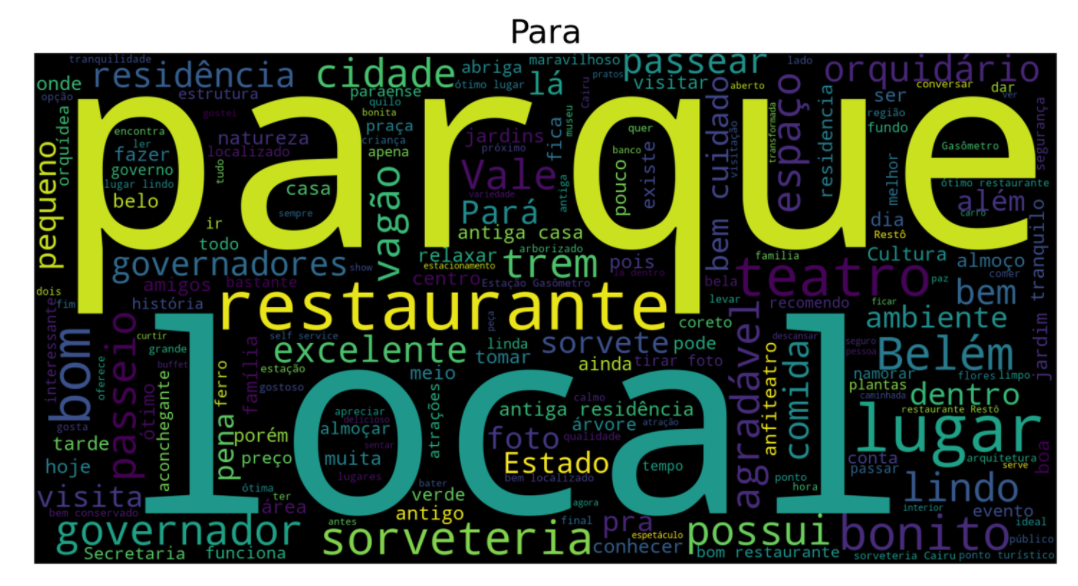 Para
tranquilidade
onde
residência
cidade
abriga
maravilhoso
passear
lado
orquidário
opção
estrutura
paraense
ótimo lugar
pratos
lá
visitar
Cairu
aberto
conversar
dar
ver
quilo
gostei
bonita
ser
região
orquídea
encontra
ler
fazer
governo
lugar lindo
belo
natureza
localizado
tudo
praça
criança
apena
casa
sempre
jardins
próximo
Vale
fica
museu
antiga
quer
banco
pouco
existe
bem cuidado
visitação
espaço
transformada
residencia
fundo
melhor
Gasômetro
segurança
ótimo restaurante
carro
além
parque
pequeno
ir
todo
vagão
Pará
variedade
antiga casa
arborizado
relaxar
trem
pois
lá dentro
família
dia
Restô
Cultura
almoço
paz
comer
tranquilo
jardim
governadores
show
estacionamento
centro
Estação Gasômetro
bela
teatro
bem
dois
fim
amigos
bastante
história
restaurante
levar
recomendo
ficar
ambiente
interessante
bom
curtir
grande
passeio
oferece
self service
peça
coreto
descansar
seguro
pessoa
excelente
linda
sorvete
pode
Belém
buffet
ótimo
aconchegante
ferro
família
estação
gostoso
meio
tomar
ainda
tirar foto
agradável
anfiteatro
comida
namorar
plantas
flores
limpo
caminhada
dentro
gosta
tarde
pena
porém
preço
apreciar
delicioso
almoçar
sentar
atrações
calmo
antiga residência
árvore
atração
qualidade
foto
restaurante Restô
lugar
arquitetura
serve
boa
hoje
muita
lugares
Estado
tempo
bem localizado
conta
passar
ponto
hora
local
visita
bem conservado
ótima
ter
área
bater
verde
antigo
agora
interior
lindo
evento
ideal
público
governador
antes
sorveteria
final
pra
espetáculo
conhecer
possui
bonito
Secretaria
funciona
bom restaurante
sorveteria Cairu
ponto turístico